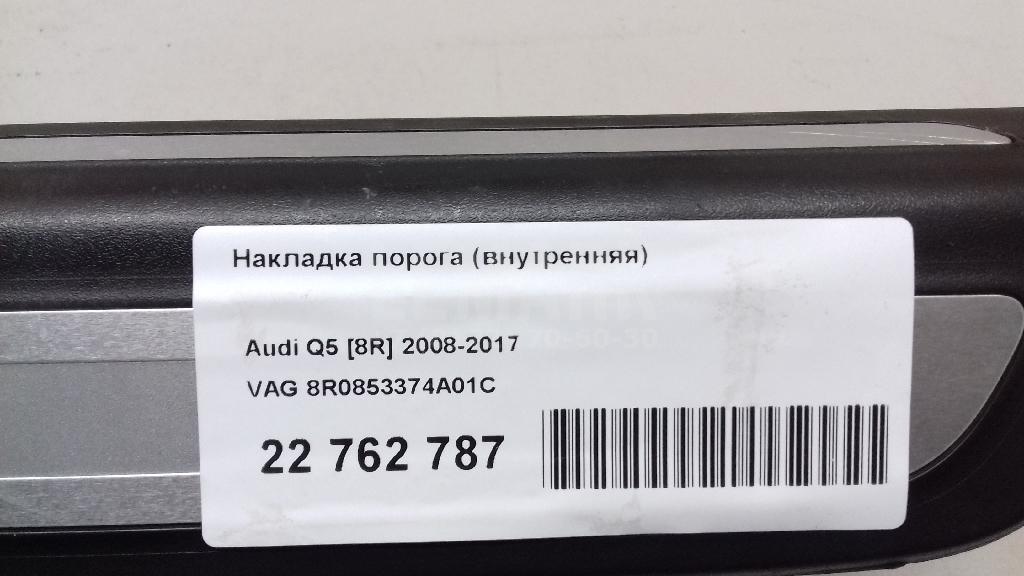 Накладка порога (внутренняя)
Audi Q5 [8R] 2008-2017
VAG 8R0853374A01C
22 762 787